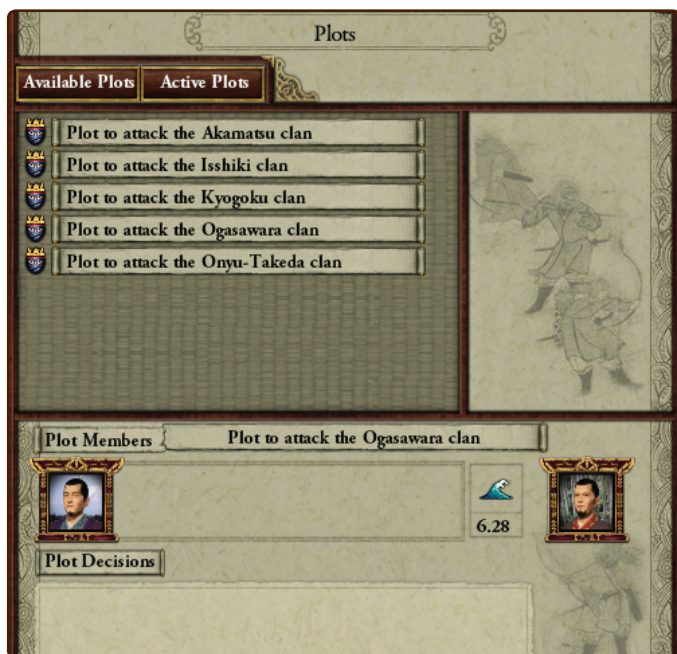 Plots
Available Plots
Active Plots
Plot to attack the Akamatsu clan
Plot to attack the Isshiki clan
Plot to attack the Kyogoku clan
Plot to attack the Ogasawara clan
Plot to attack the Onyu-Takeda clan
Plot Members
Plot to attack the Ogasawara clan
6.28
Plot Decisions